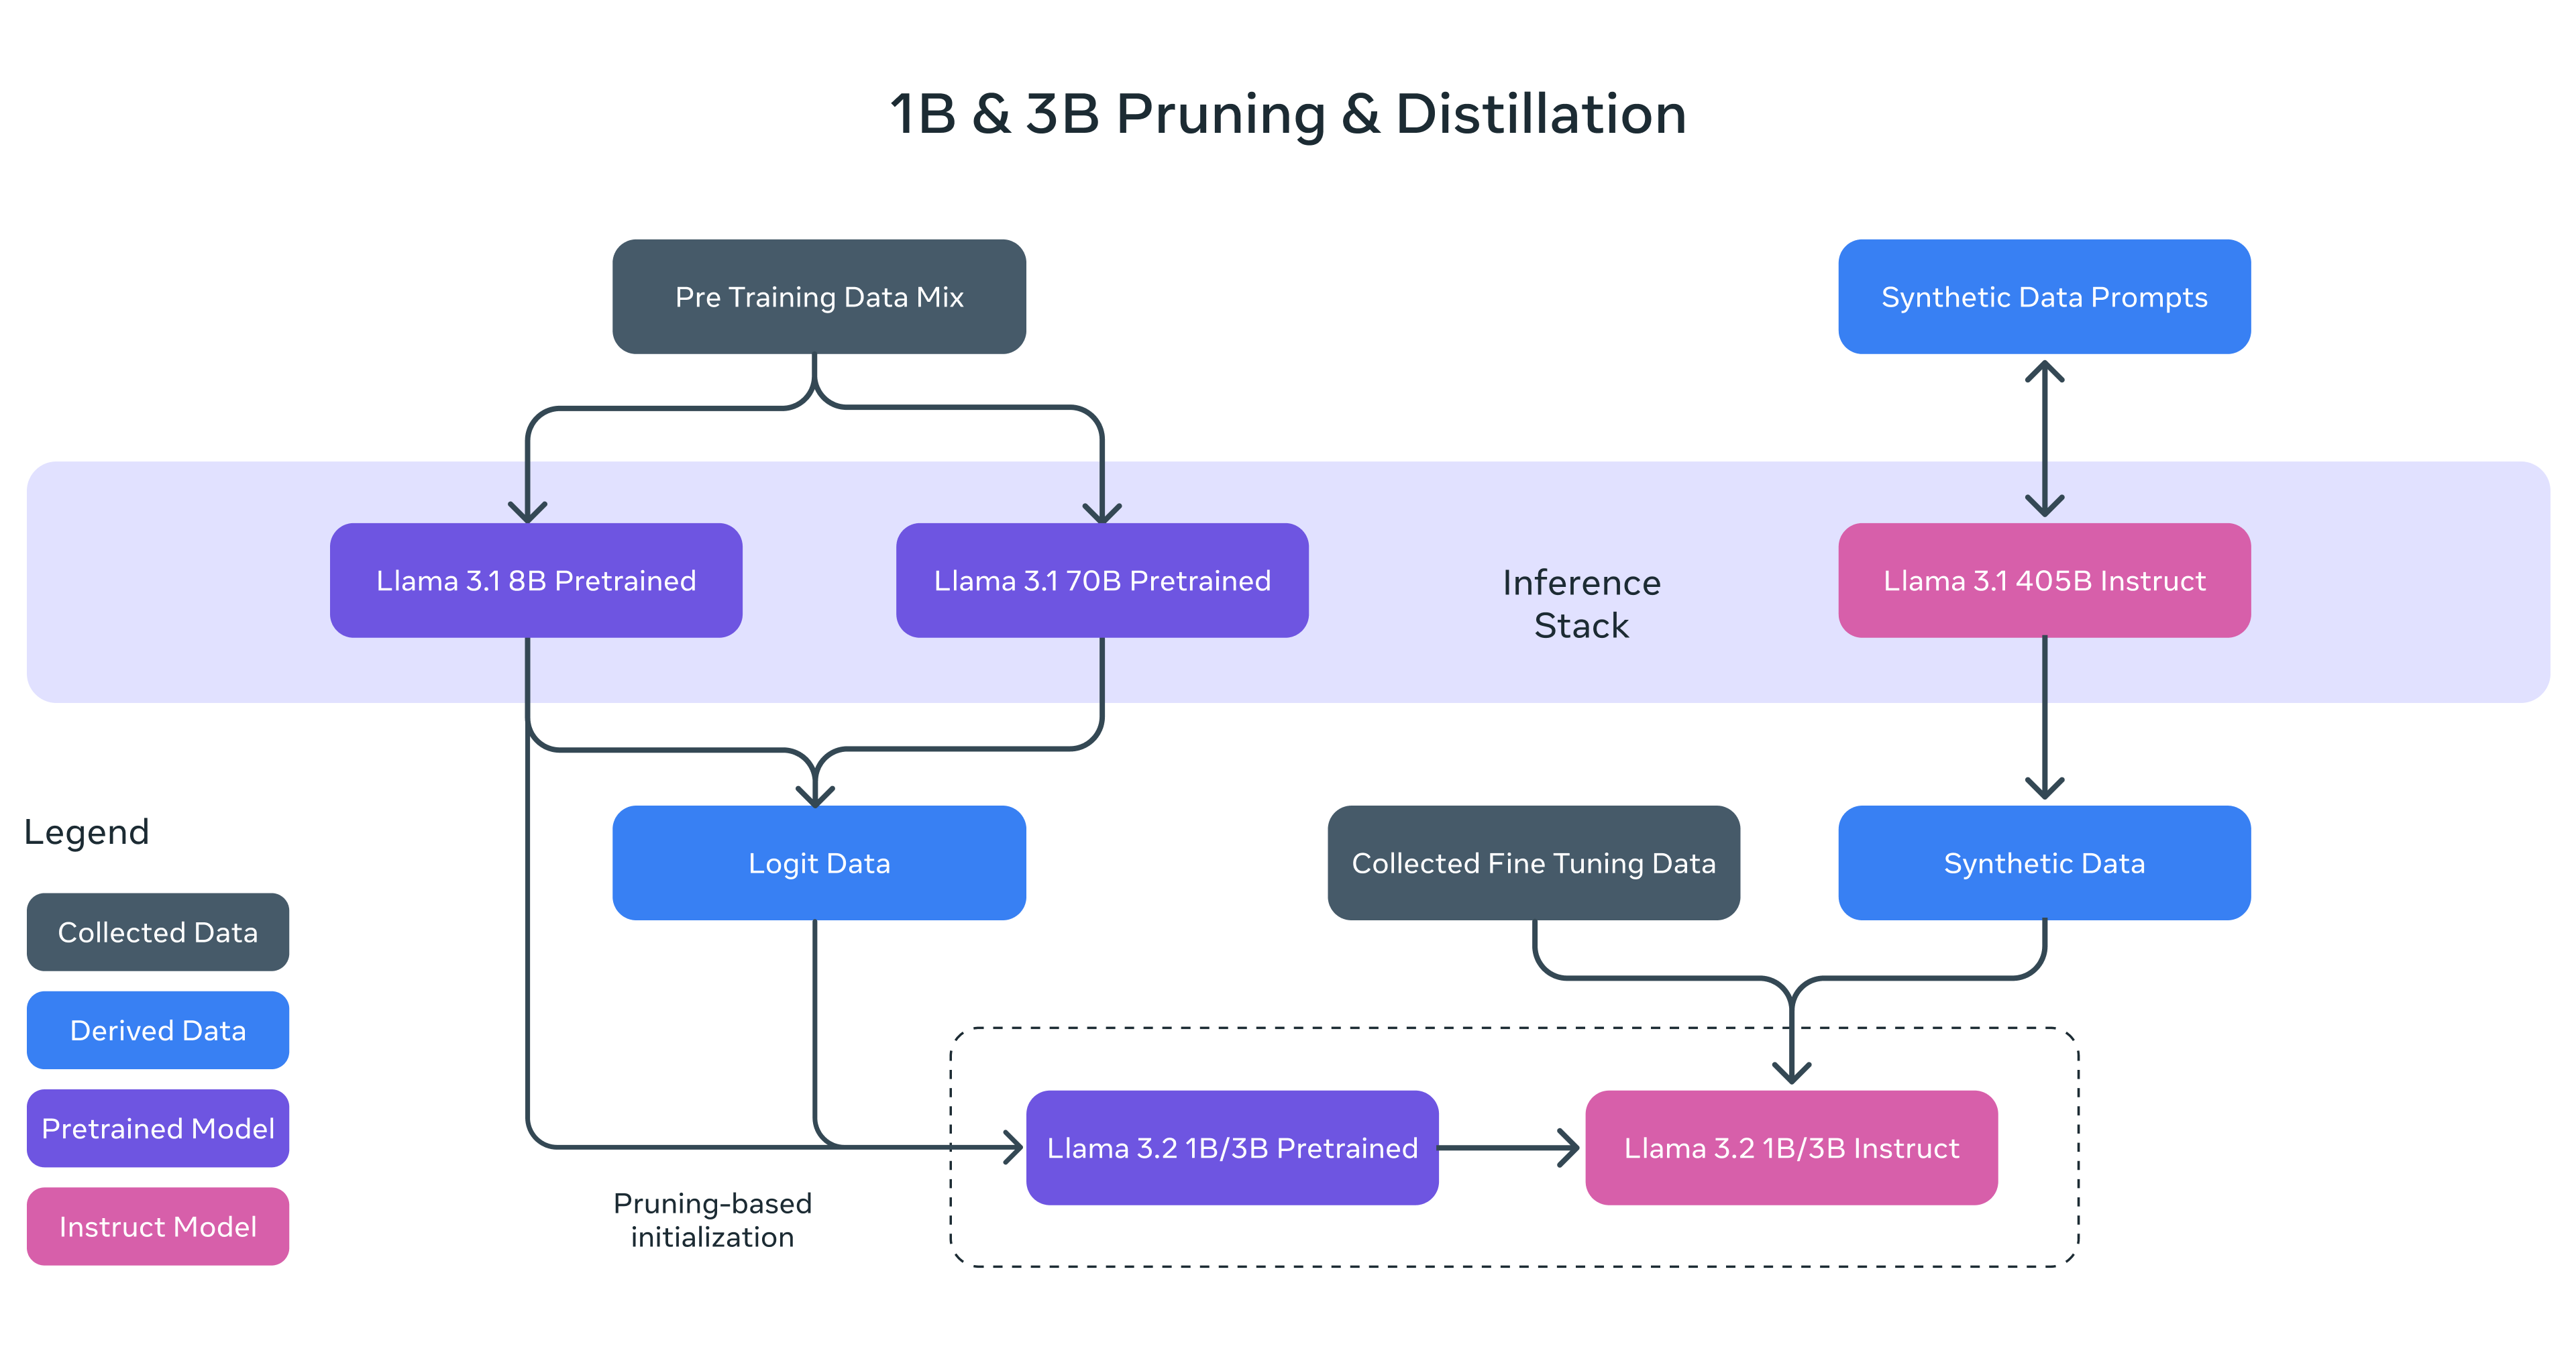 1B & 3B Pruning & Distillation
Pre Training Data Mix
Synthetic Data Prompts
Llama 3.1 8B Pretrained
Llama 3.1 70B Pretrained
Inference
Stack
Llama 3.1 405B Instruct
Logit Data
Collected Fine Tuning Data
Synthetic Data
Legend
Collected Data
Derived Data
Pretrained Model
Instruct Model
Pruning-based
initialization
Llama 3.2 1B/3B Pretrained
Llama 3.2 1B/3B Instruct